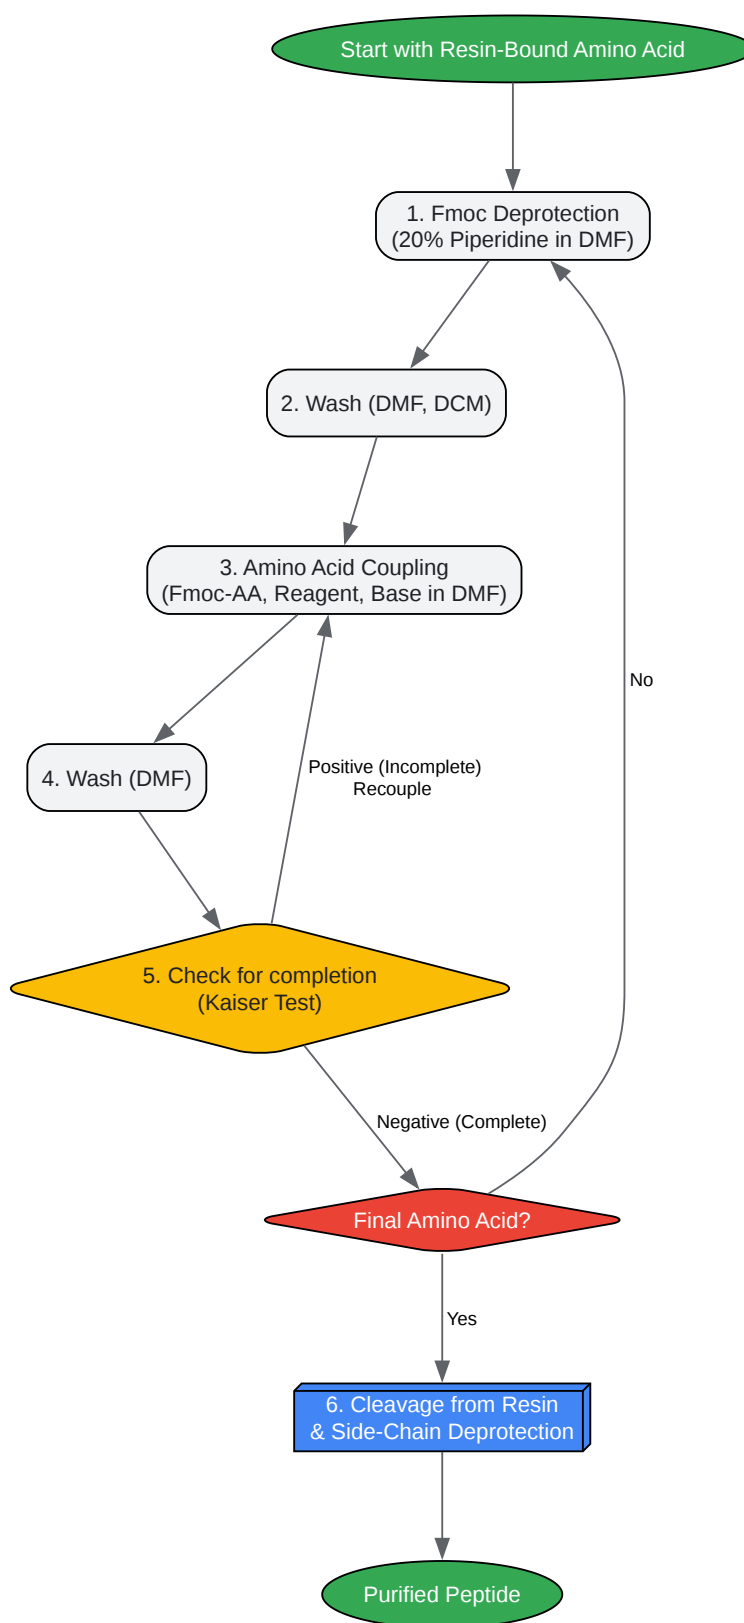 Start with Resin-Bound Amino Acid
1. Fmoc Deprotection
(20% Piperidine in DMF)
2. Wash (DMF, DCM)
3. Amino Acid Coupling
(Fmoc-AA, Reagent, Base in DMF)
No
Positive (Incomplete)
Recouple
4. Wash (DMF)
5. Check for completion
(Kaiser Test)
Negative (Complete)
Final Amino Acid?
Yes
6. Cleavage from Resin
& Side-Chain Deprotection
Purified Peptide